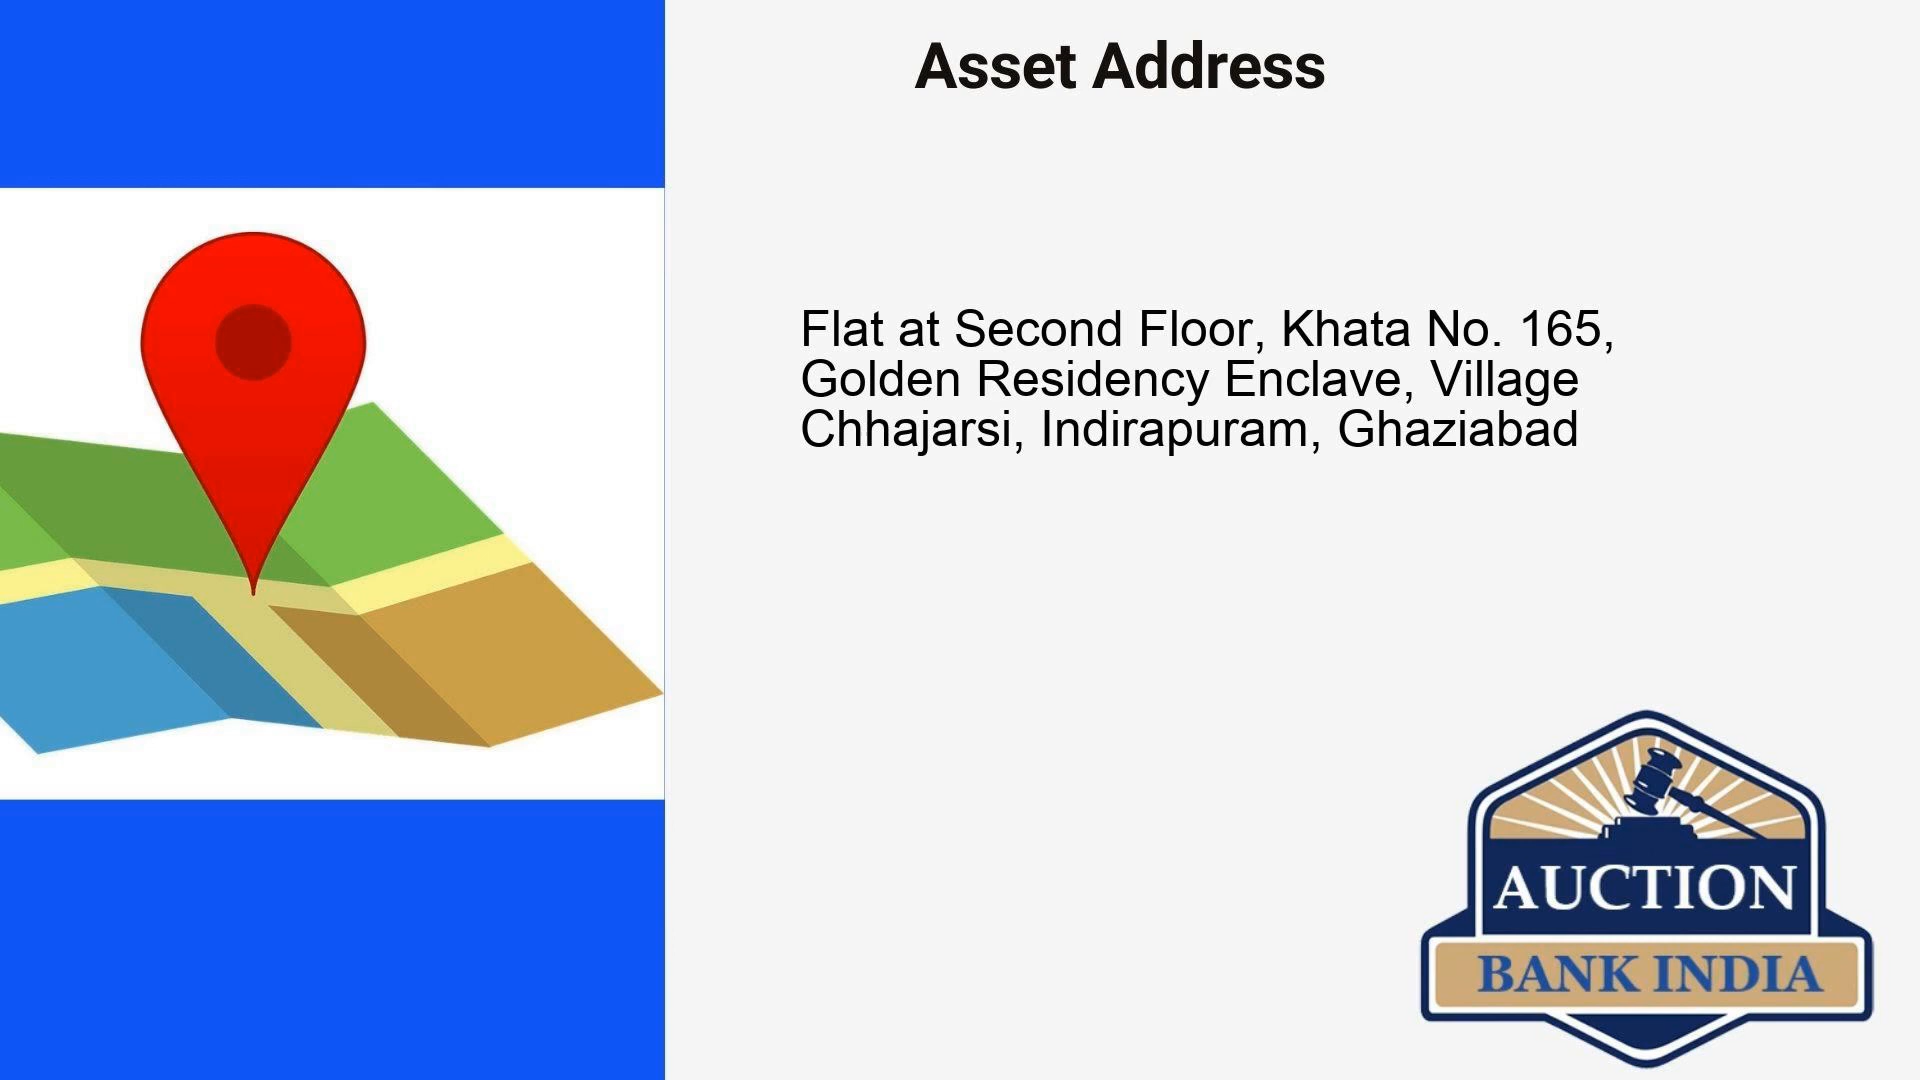 Asset Address
Flat at Second Floor, Khata No. 165,
Golden Residency Enclave, Village
Chhajarsi, Indirapuram, Ghaziabad
AUCTION
BANK INDIA